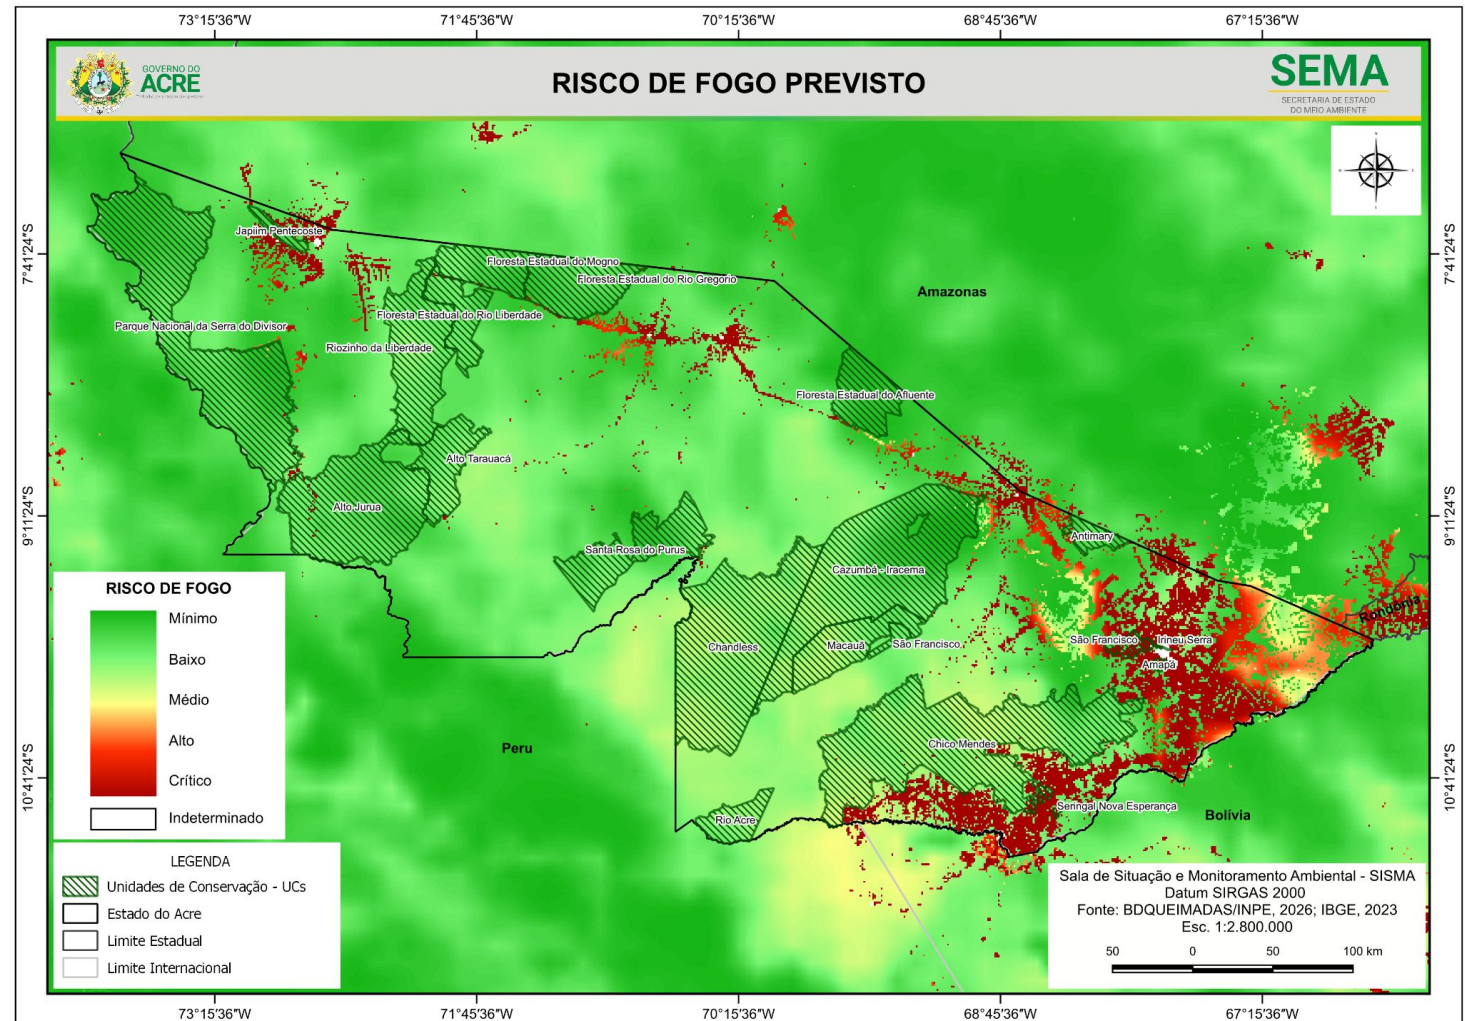 73°15'36"W
71°45'36"W
70°15'36"W
68°45'36"W
67°15'36"W
GOVERNO DO
ACRE
RISCO DE FOGO PREVISTO
SEMA
SECRETARIA DE ESTADO
DO MEIO AMBIENTE
7°41'24"S
7°41'24"S
Japiim Pentecoste
Floresta Estadual do Mogno
Floresta Estadual do Rio Gregorio
Amazonas
Floresta Estadual do Rio Liberdade
Parque Nacional da Serra do Divisor
Riozinho da Liberdade
Floresta Estadual do Afluente
Alto Tarauacá
Alto Jurua
9°11'24"S
9°11'24"S
Antimary
Santa Rosa do Purus
Cazumbá - Iracema
Rondônia
Chandless
Macauã
São Francisco
São Francisco
Irineu Serra
Amapá
Peru
Chico Mendes
10°41'24"S
10°41'24"S
Seringal Nova Esperança
Bolívia
Rio Acre
RISCO DE FOGO
Mínimo
Baixo
Médio
Alto
Crítico
Indeterminado
LEGENDA
Unidades de Conservação - UCs
Estado do Acre
Limite Estadual
Limite Internacional
Sala de Situação e Monitoramento Ambiental - SISMA
Datum SIRGAS 2000
Fonte: BDQUEIMADAS/INPE, 2026; IBGE, 2023
Esc. 1:2.800.000
50 0 50 100 km
73°15'36"W
71°45'36"W
70°15'36"W
68°45'36"W
67°15'36"W